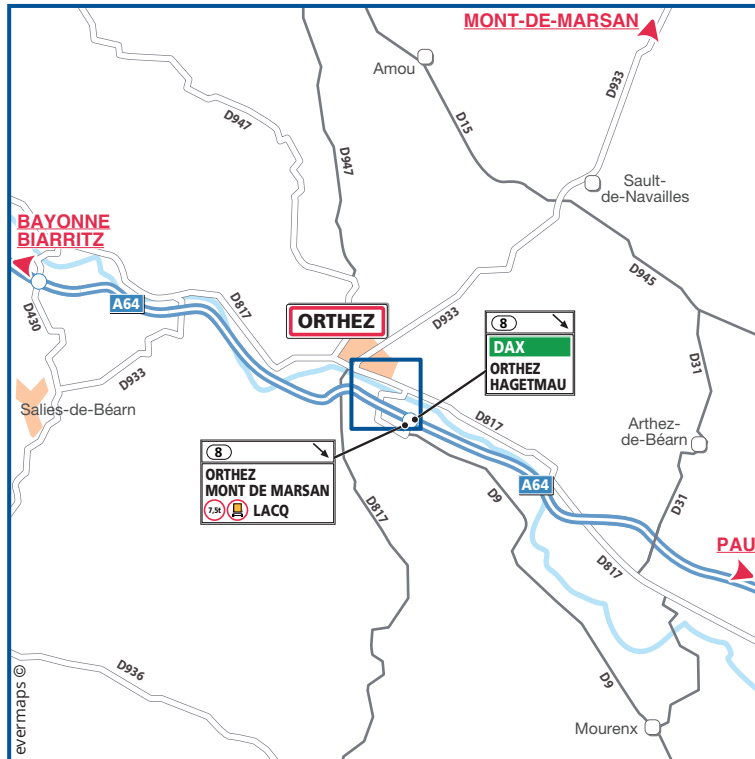 MONT-DE-MARSAN
Amou
D933
D947
D15
D947
Sault-
de-Navailles
BAYONNE
BIARRITZ
D945
A64
D817
D430
ORTHEZ
D933
8
DAX
ORTHEZ
HAGETMAU
D31
D933
Salies-de-Béarn
D817
Arthez-
de-Béarn
8
ORTHEZ
MONT DE MARSAN
7,5t LACQ
D9
A64
D817
D31
PAU
D817
D936
D9
Mourenx
evermaps ©